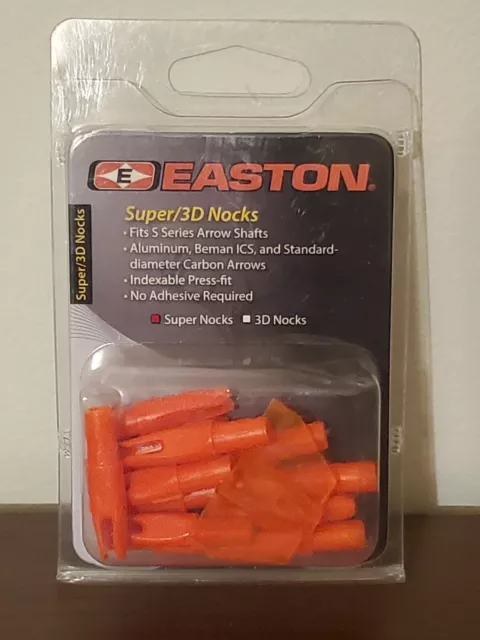 E EASTON
Super/3D Nocks
Super/3D Nocks
• Fits S Series Arrow Shafts
• Aluminum, Beman ICS, and Standard-
diameter Carbon Arrows
• Indexable Press-fit
• No Adhesive Required
Super Nocks 3D Nocks